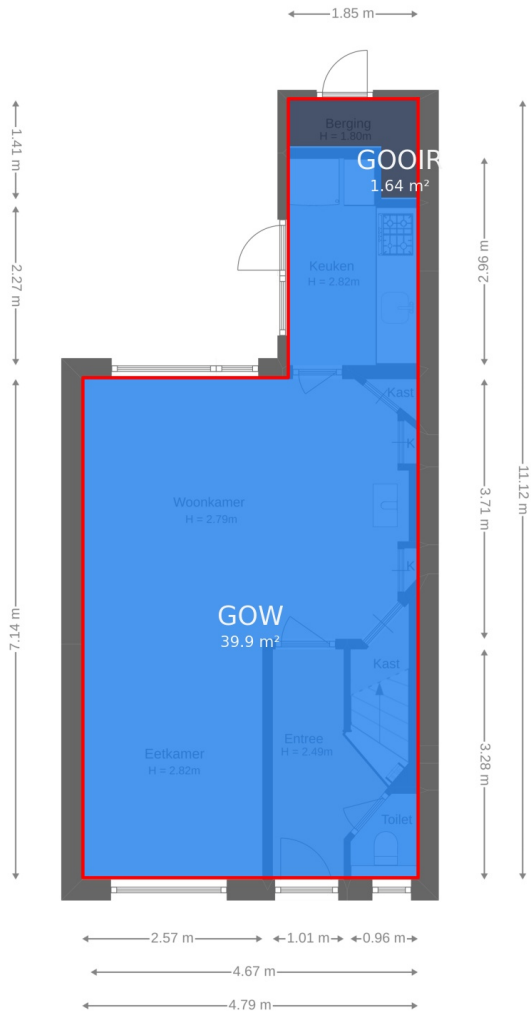 1.85 m
Berging
H = 1.80m
GOOIR
1.64 m²
1.41 m
2.27 m
2.96 m
Keuken
H = 2.82m
Kast
K
Woonkamer
H = 2.79m
3.71 m
11.12 m
K
GOW
39.9 m²
7.14 m
Kast
Entree
H = 2.49m
Eetkamer
H = 2.82m
3.28 m
Toilet
2.57 m
1.01 m
0.96 m
4.67 m
4.79 m